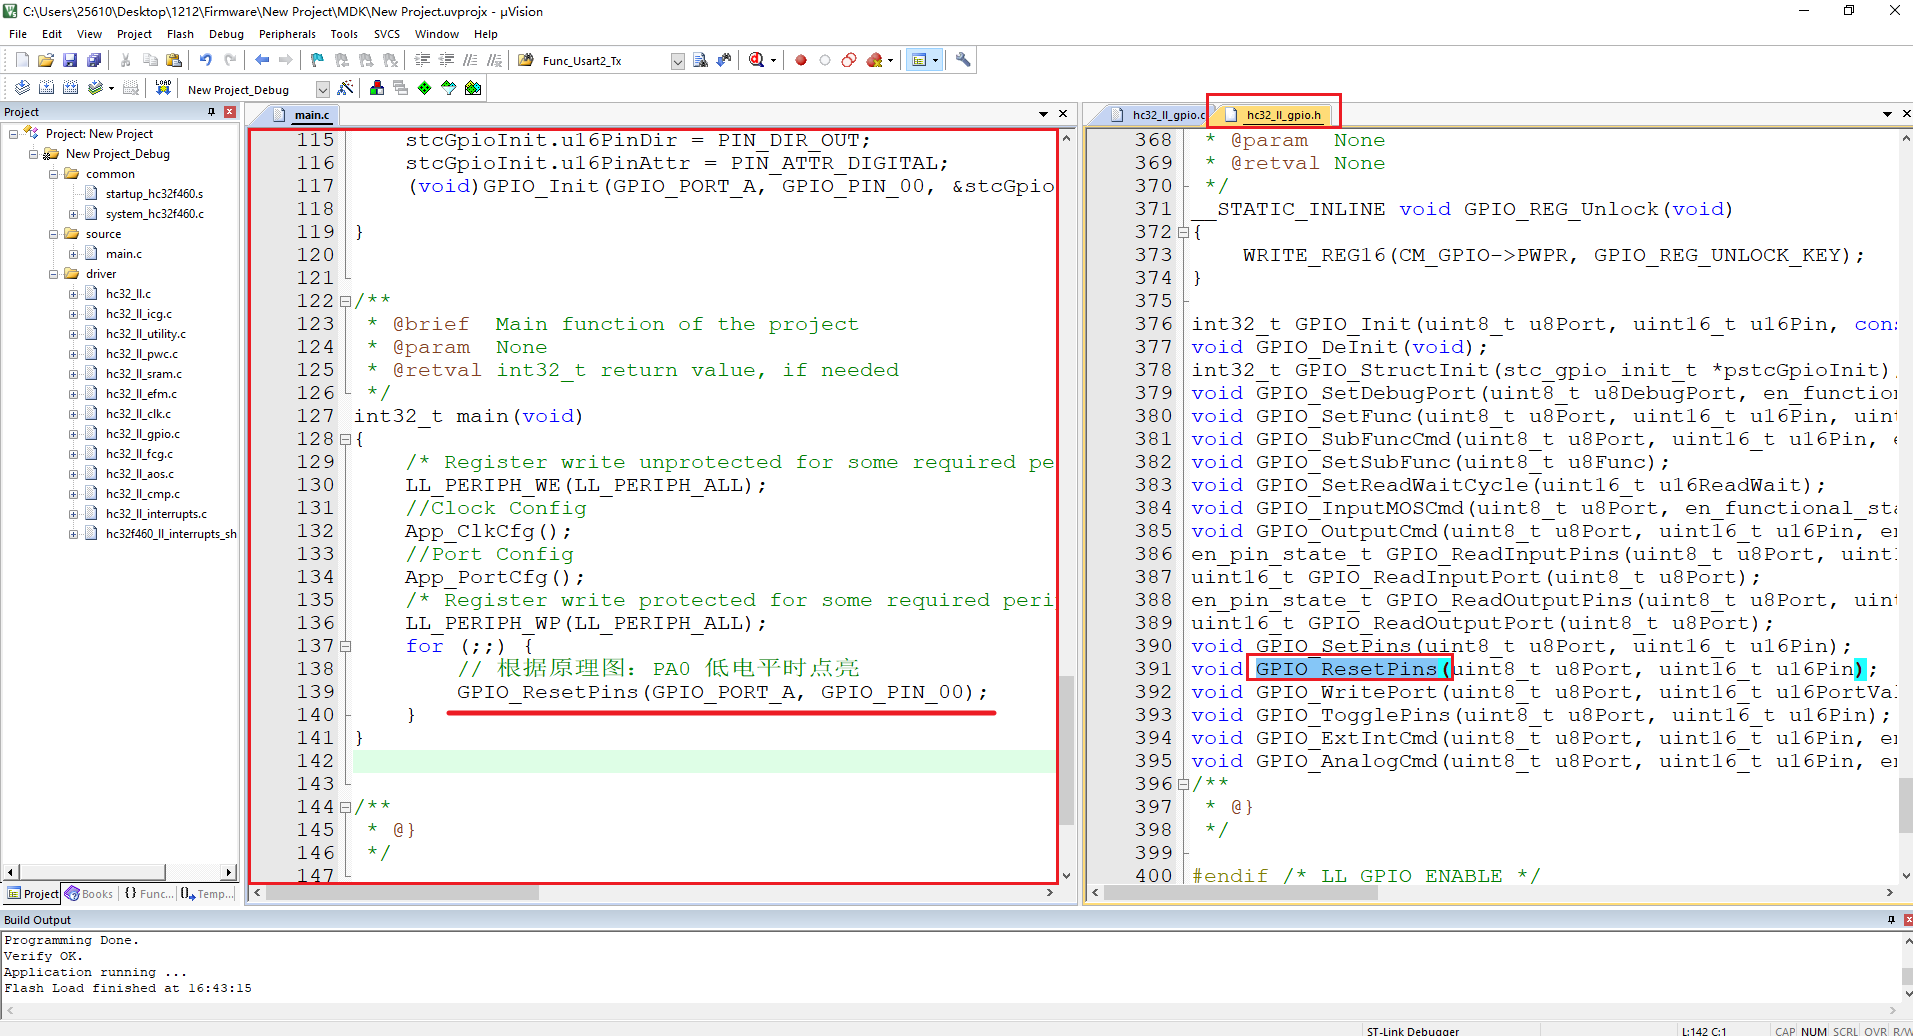 C:\Users\25610\Desktop\1212\Firmware\New Project\MDK\New Project.uvprojx - µVision
File Edit View Project Flash Debug Peripherals Tools SVCS Window Help
Func_Usart2_Tx
LOAD New Project_Debug
Project
Project: New Project
New Project_Debug
common
startup_hc32f460.s
system_hc32f460.c
source
main.c
driver
hc32_ll.c
hc32_ll_icg.c
hc32_ll_utility.c
hc32_ll_pwc.c
hc32_ll_sram.c
hc32_ll_efm.c
hc32_ll_clk.c
hc32_ll_gpio.c
hc32_ll_fcg.c
hc32_ll_aos.c
hc32_ll_cmp.c
hc32_ll_interrupts.c
hc32f460_ll_interrupts_sh
Project Books {} Func... Temp...
main.c
115 stcGpioInit.u16PinDir = PIN_DIR_OUT;
116 stcGpioInit.u16PinAttr = PIN_ATTR_DIGITAL;
117 (void)GPIO_Init(GPIO_PORT_A, GPIO_PIN_00, &stcGpio
118
119 }
120
121
122 /**
123 * @brief Main function of the project
124 * @param None
125 * @retval int32_t return value, if needed
126 */
127 int32_t main(void)
128 {
129 /* Register write unprotected for some required pe
130 LL_PERIPH_WE(LL_PERIPH_ALL);
131 //Clock Config
132 App_ClkCfg();
133 //Port Config
134 App_PortCfg();
135 /* Register write protected for some required peri
136 LL_PERIPH_WP(LL_PERIPH_ALL);
137 for (;;) {
138 // 根据原理图：PA0 低电平时点亮
139 GPIO_ResetPins(GPIO_PORT_A, GPIO_PIN_00);
140 }
141 }
142
143
144 /**
145 * @}
146 */
147
hc32_ll_gpio.c hc32_ll_gpio.h
368 * @param None
369 * @retval None
370 */
371 __STATIC_INLINE void GPIO_REG_Unlock(void)
372 {
373 WRITE_REG16(CM_GPIO->PWPR, GPIO_REG_UNLOCK_KEY);
374 }
375
376 int32_t GPIO_Init(uint8_t u8Port, uint16_t u16Pin, cons
377 void GPIO_DeInit(void);
378 int32_t GPIO_StructInit(stc_gpio_init_t *pstcGpioInit)
379 void GPIO_SetDebugPort(uint8_t u8DebugPort, en_function
380 void GPIO_SetFunc(uint8_t u8Port, uint16_t u16Pin, uint
381 void GPIO_SubFuncCmd(uint8_t u8Port, uint16_t u16Pin, e
382 void GPIO_SetSubFunc(uint8_t u8Func);
383 void GPIO_SetReadWaitCycle(uint16_t u16ReadWait);
384 void GPIO_InputMOSCmd(uint8_t u8Port, en_functional_sta
385 void GPIO_OutputCmd(uint8_t u8Port, uint16_t u16Pin, en
386 en_pin_state_t GPIO_ReadInputPins(uint8_t u8Port, uint1
387 uint16_t GPIO_ReadInputPort(uint8_t u8Port);
388 en_pin_state_t GPIO_ReadOutputPins(uint8_t u8Port, uint
389 uint16_t GPIO_ReadOutputPort(uint8_t u8Port);
390 void GPIO_SetPins(uint8_t u8Port, uint16_t u16Pin);
391 void GPIO_ResetPins(uint8_t u8Port, uint16_t u16Pin);
392 void GPIO_WritePort(uint8_t u8Port, uint16_t u16PortVal
393 void GPIO_TogglePins(uint8_t u8Port, uint16_t u16Pin);
394 void GPIO_ExtIntCmd(uint8_t u8Port, uint16_t u16Pin, en
395 void GPIO_AnalogCmd(uint8_t u8Port, uint16_t u16Pin, en
396 /**
397 * @}
398 */
399
400 #endif /* LL_GPIO_ENABLE */
Build Output
Programming Done.
Verify OK.
Application running ...
Flash Load finished at 16:43:15
ST-Link Debugger L:142 C:1 CAP NUM SCRL OVR R/W